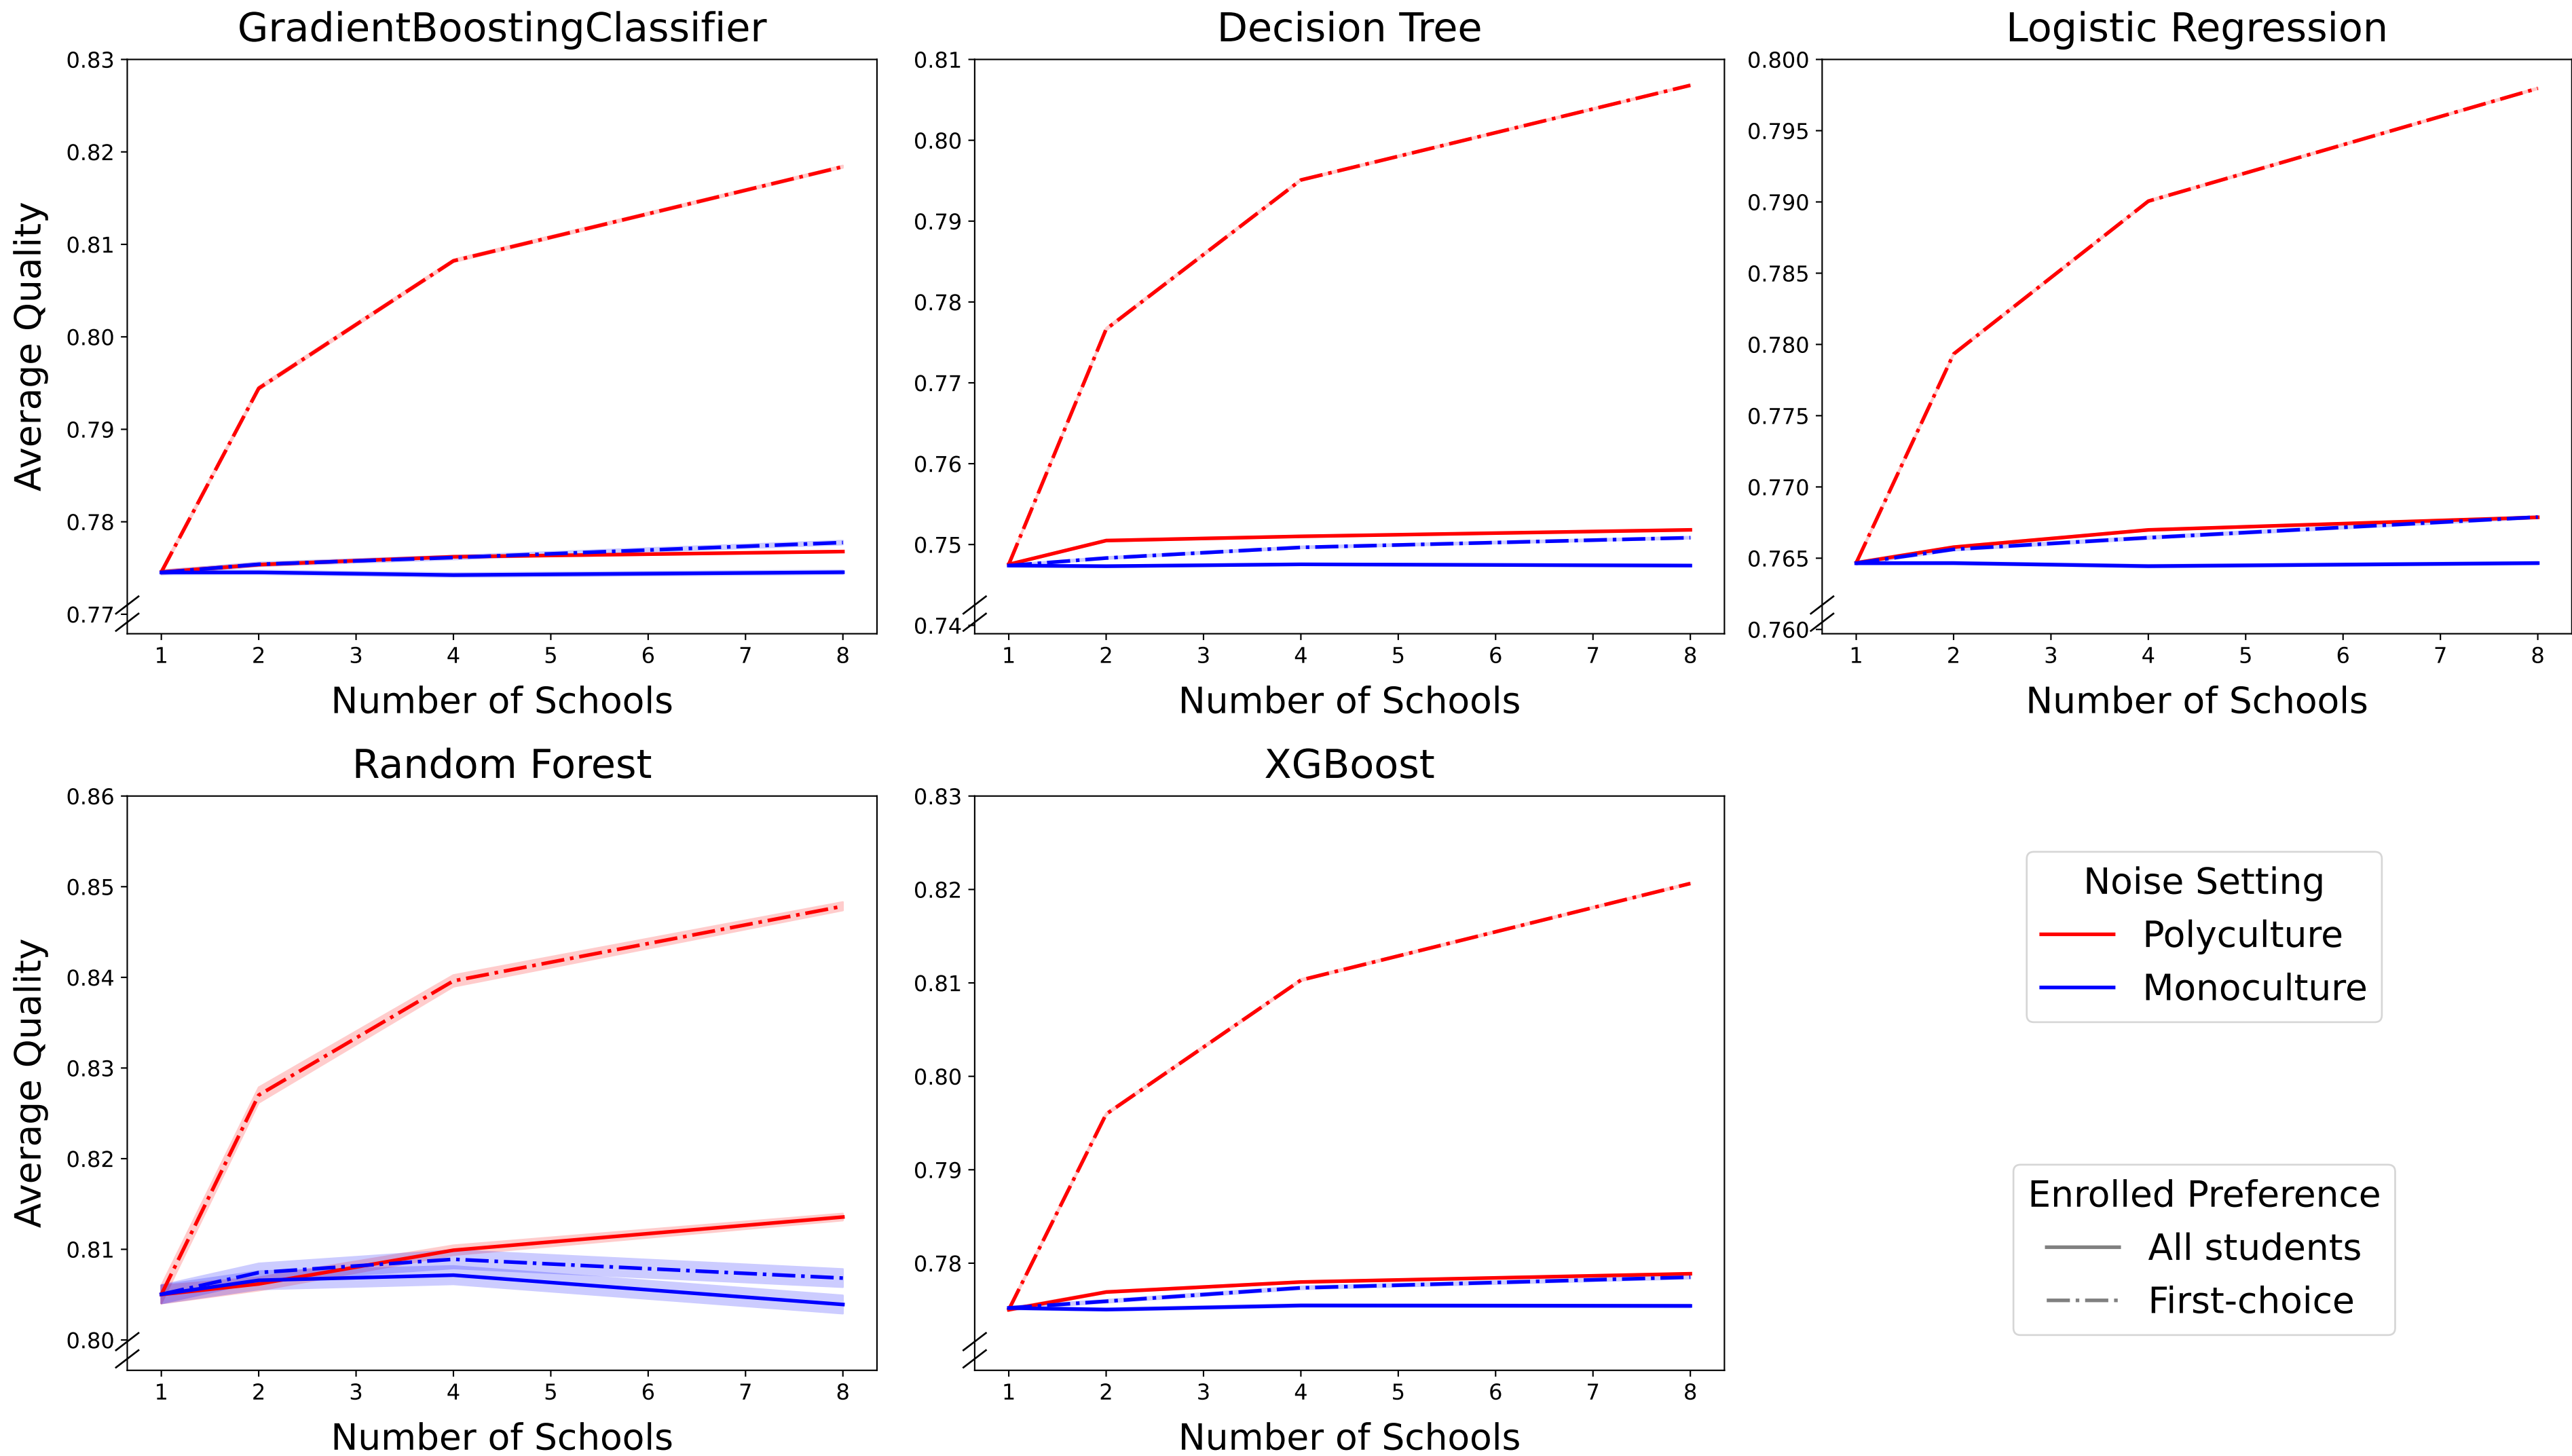 GradientBoostingClassifier
Average Quality
0.83
0.82
0.81
0.80
0.79
0.78
0.77
1 2 3 4 5 6 7 8
Number of Schools
Decision Tree
0.81
0.80
0.79
0.78
0.77
0.76
0.75
0.74
1 2 3 4 5 6 7 8
Number of Schools
Logistic Regression
0.800
0.795
0.790
0.785
0.780
0.775
0.770
0.765
0.760
1 2 3 4 5 6 7 8
Number of Schools
Random Forest
Average Quality
0.86
0.85
0.84
0.83
0.82
0.81
0.80
1 2 3 4 5 6 7 8
Number of Schools
XGBoost
0.83
0.82
0.81
0.80
0.79
0.78
1 2 3 4 5 6 7 8
Number of Schools
Noise Setting
Polyculture
Monoculture
Enrolled Preference
All students
First-choice